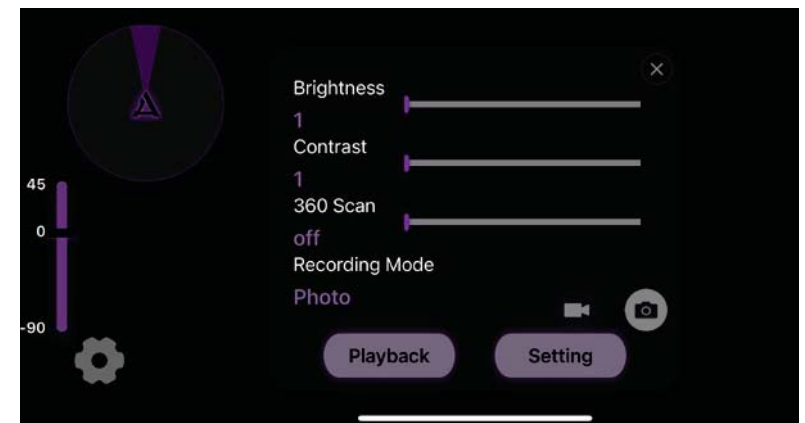 45
0
-90
Brightness
1
Contrast
1
360 Scan
off
Recording Mode
Photo
Playback
Setting